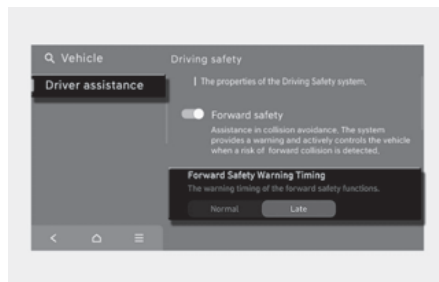 Vehicle
Driving safety
Driver assistance
The properties of the Driving Safety system.
Forward safety
Assistance in collision avoidance. The system
provides a warning and actively controls the vehicle
when a risk of forward collision is detected.
Forward Safety Warning Timing
The warning timing of the forward safety functions.
Normal
Late